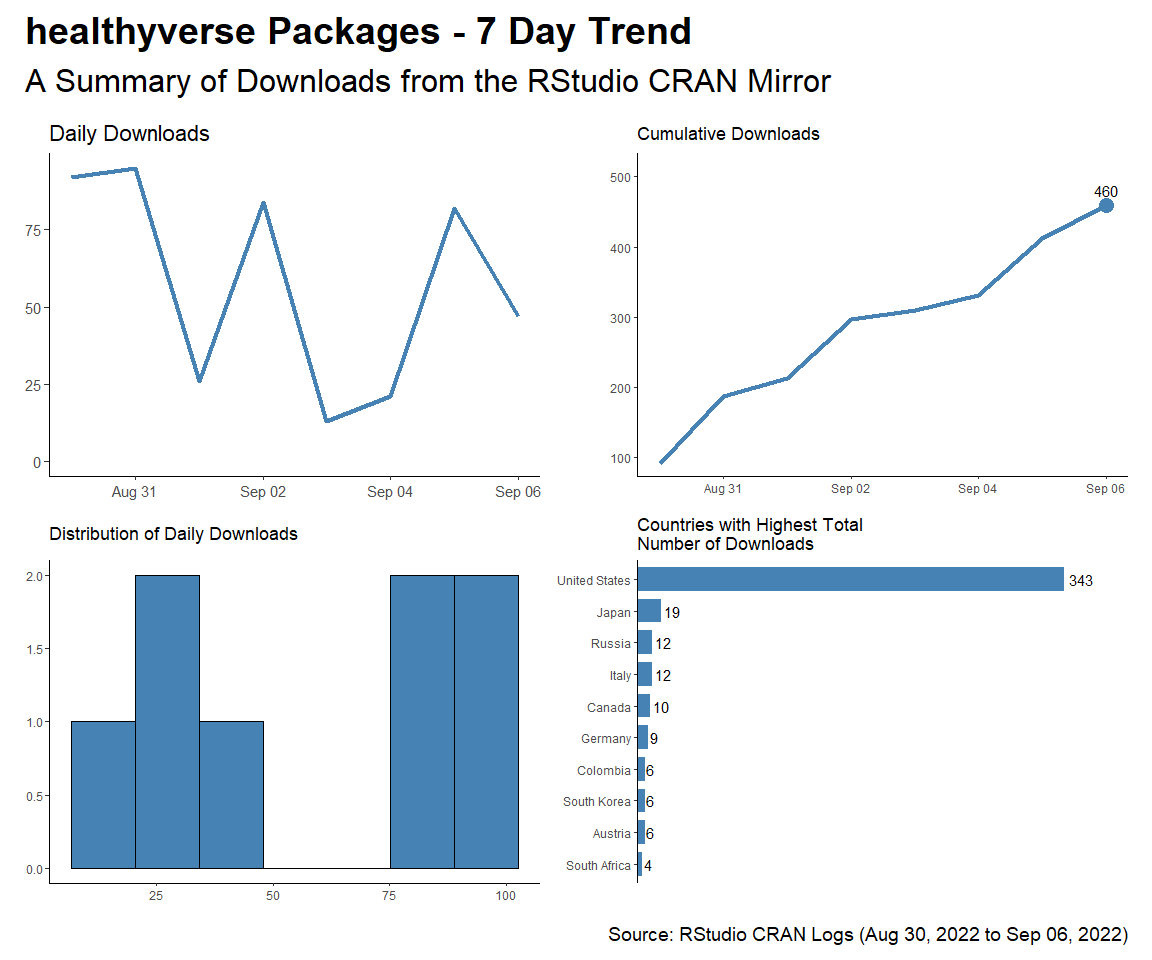 healthyverse Packages - 7 Day Trend
A Summary of Downloads from the RStudio CRAN Mirror
Daily Downloads
75
50
25
0
Aug 31 Sep 02 Sep 04 Sep 06
Cumulative Downloads
500
400
300
200
100
460
Aug 31 Sep 02 Sep 04 Sep 06
Distribution of Daily Downloads
2.0
1.5
1.0
0.5
0.0
25 50 75 100
Countries with Highest Total
Number of Downloads
United States 343
Japan 19
Russia 12
Italy 12
Canada 10
Germany 9
Colombia 6
South Korea 6
Austria 6
South Africa 4
Source: RStudio CRAN Logs (Aug 30, 2022 to Sep 06, 2022)